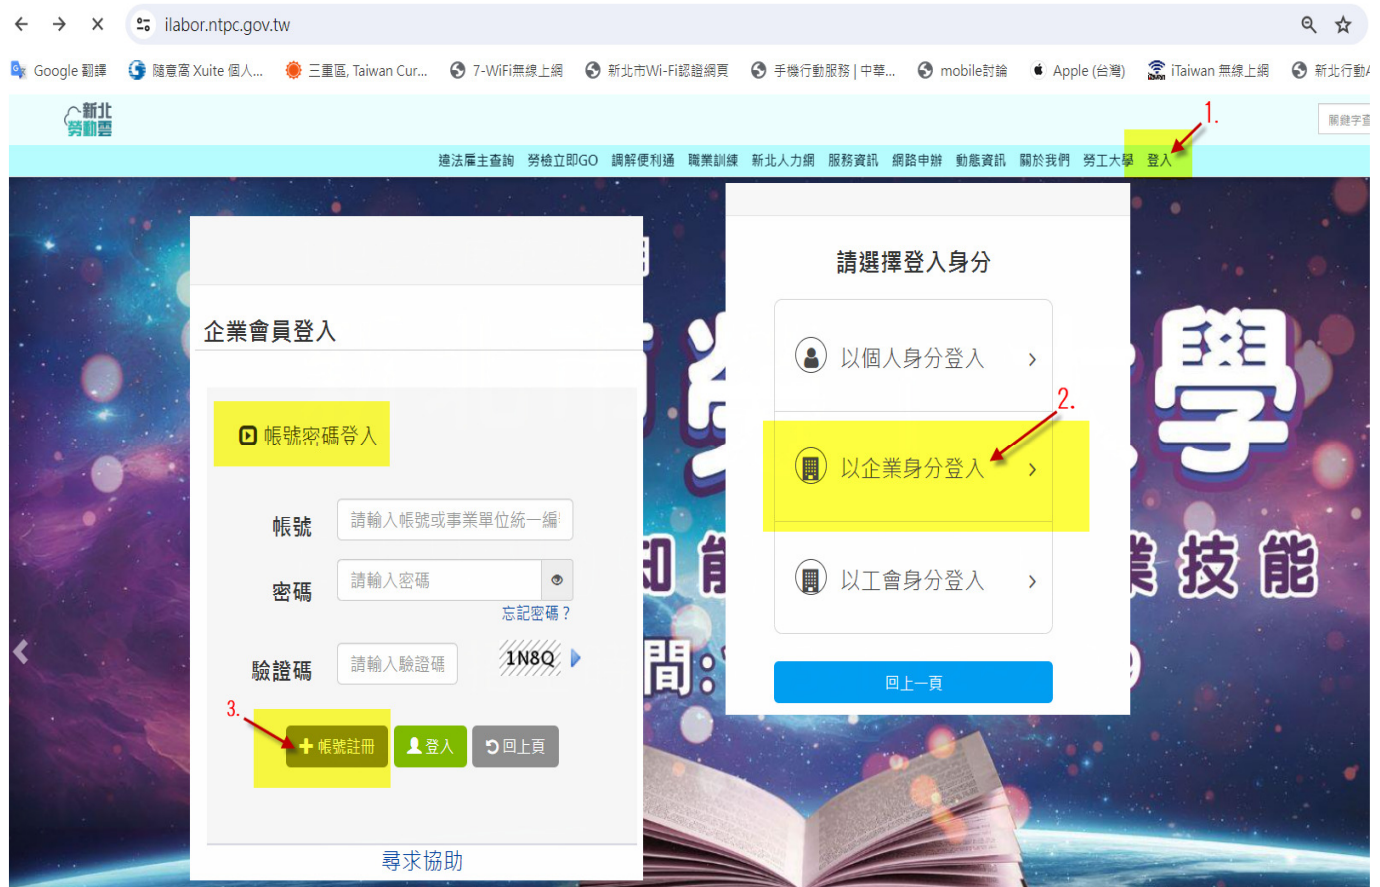 ilabor.ntpc.gov.tw
Google 翻譯 隨意窩 Xuite 個人... 三重區, Taiwan Cur... 7-WiFi無線上網 新北市Wi-Fi認證網頁 手機行動服務 | 中華... mobile討論 Apple (台灣) iTaiwan 無線上網 新北行動
新北
勞動雲
1.
關鍵字查
違法雇主查詢 勞檢立即GO 調解便利通 職業訓練 新北人力網 服務資訊 網路申辦 動態資訊 關於我們 勞工大學 登入
請選擇登入身分
以個人身分登入
2.
以企業身分登入
以工會身分登入
回上一頁
企業會員登入
帳號密碼登入
帳號 請輸入帳號或事業單位統一編
密碼 請輸入密碼
忘記密碼？
驗證碼 請輸入驗證碼 1N8Q
3.
帳號註冊 登入 回上頁
尋求協助
學
技能
間: